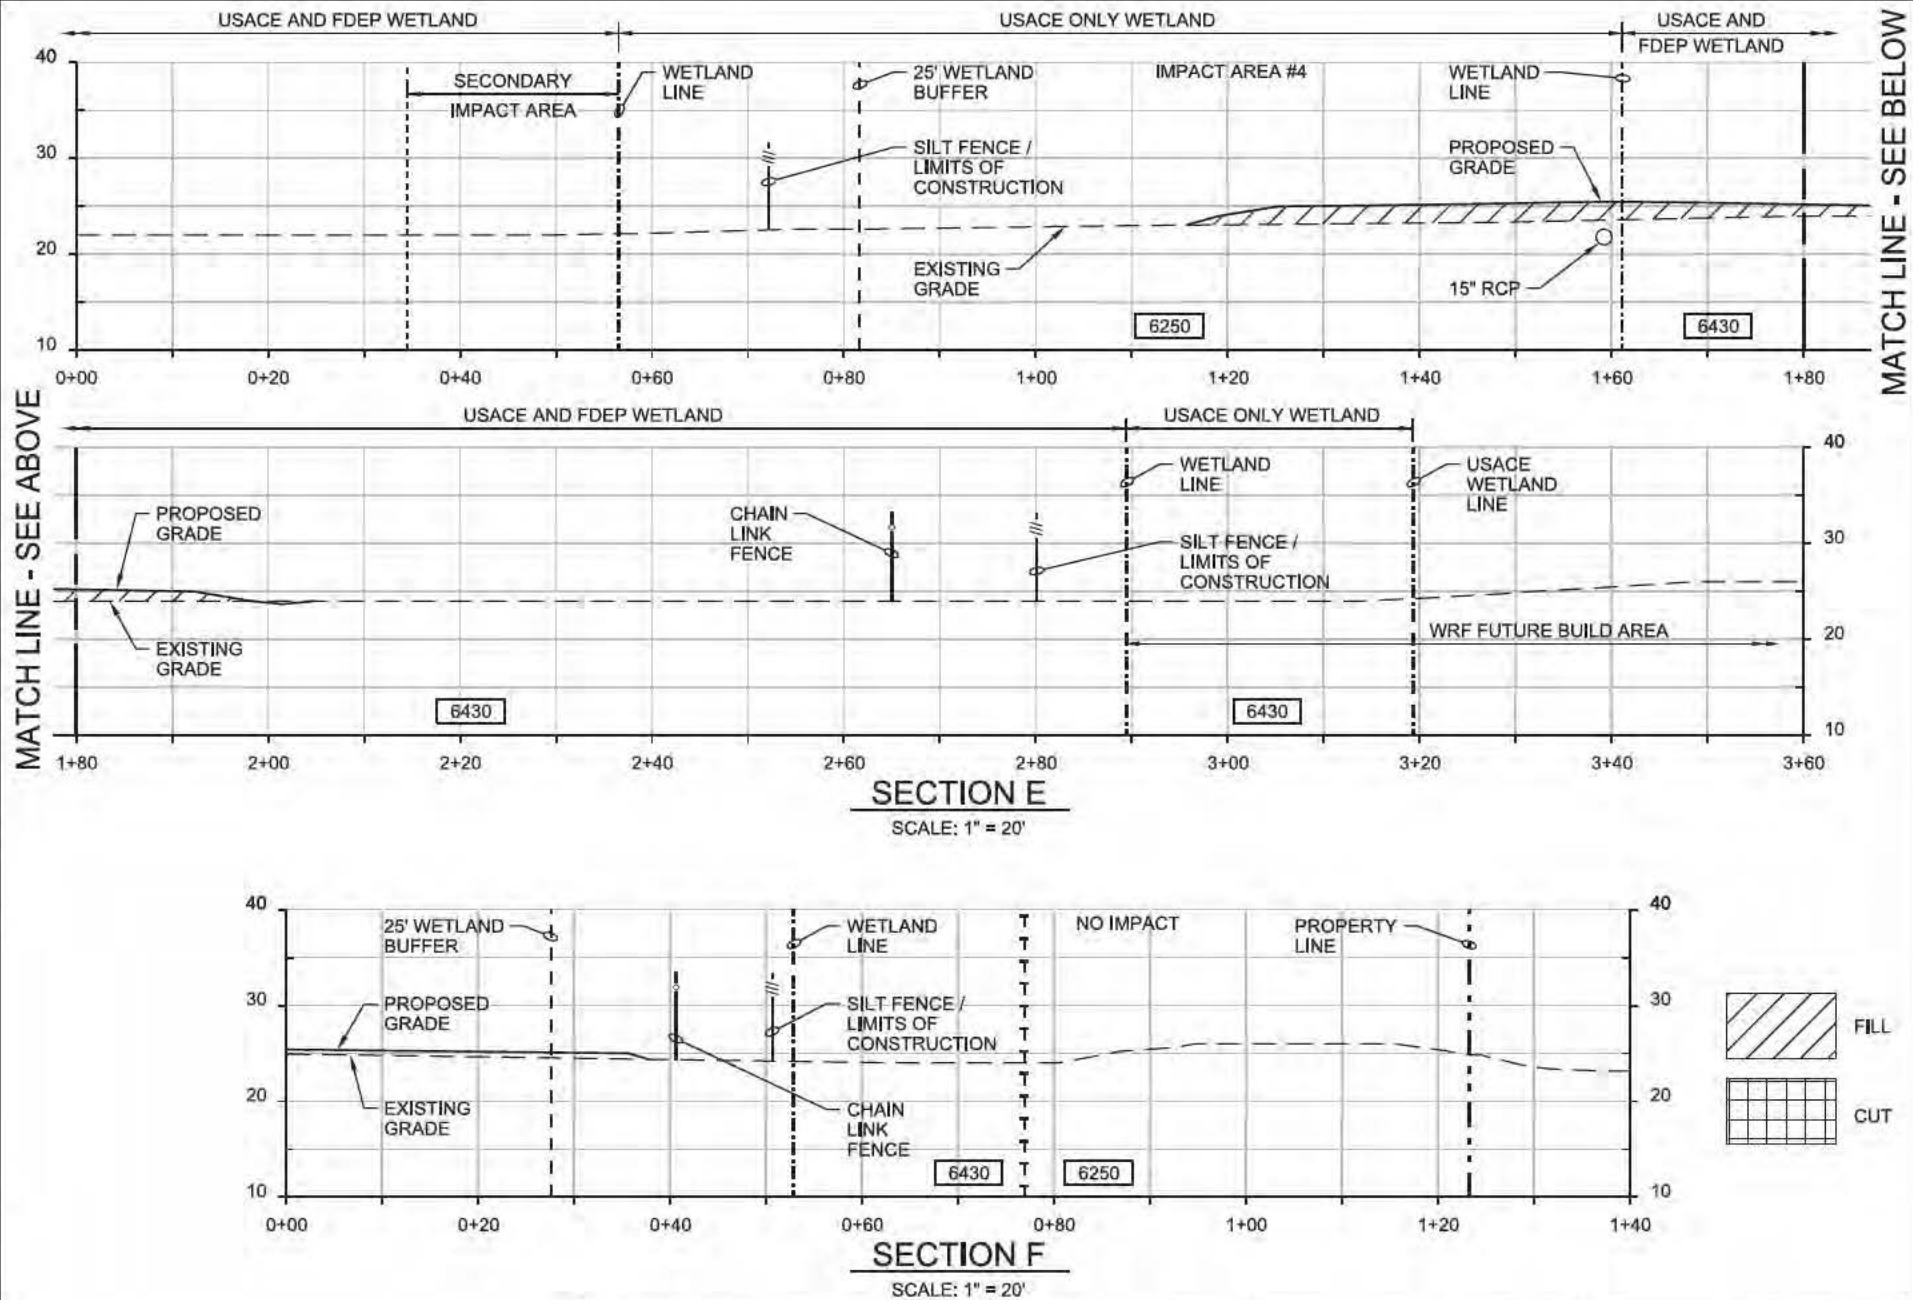 USACE AND FDEP WETLAND
USACE ONLY WETLAND
USACE AND
FDEP WETLAND
40
30
20
10
SECONDARY
IMPACT AREA
WETLAND
LINE
25' WETLAND
BUFFER
IMPACT AREA #4
WETLAND
LINE
SILT FENCE /
LIMITS OF
CONSTRUCTION
PROPOSED
GRADE
EXISTING
GRADE
15" RCP
6250
6430
0+00
0+20
0+40
0+60
0+80
1+00
1+20
1+40
1+60
1+80
MATCH LINE - SEE BELOW
MATCH LINE - SEE ABOVE
USACE AND FDEP WETLAND
USACE ONLY WETLAND
40
30
20
10
WETLAND
LINE
USACE
WETLAND
LINE
PROPOSED
GRADE
CHAIN
LINK
FENCE
SILT FENCE /
LIMITS OF
CONSTRUCTION
EXISTING
GRADE
WRF FUTURE BUILD AREA
6430
6430
1+80
2+00
2+20
2+40
2+60
2+80
3+00
3+20
3+40
3+60
SECTION E
SCALE: 1" = 20'
40
30
20
10
25' WETLAND
BUFFER
WETLAND
LINE
NO IMPACT
PROPERTY
LINE
40
30
20
10
PROPOSED
GRADE
SILT FENCE /
LIMITS OF
CONSTRUCTION
EXISTING
GRADE
CHAIN
LINK
FENCE
6430
6250
0+00
0+20
0+40
0+60
0+80
1+00
1+20
1+40
SECTION F
SCALE: 1" = 20'
FILL
CUT